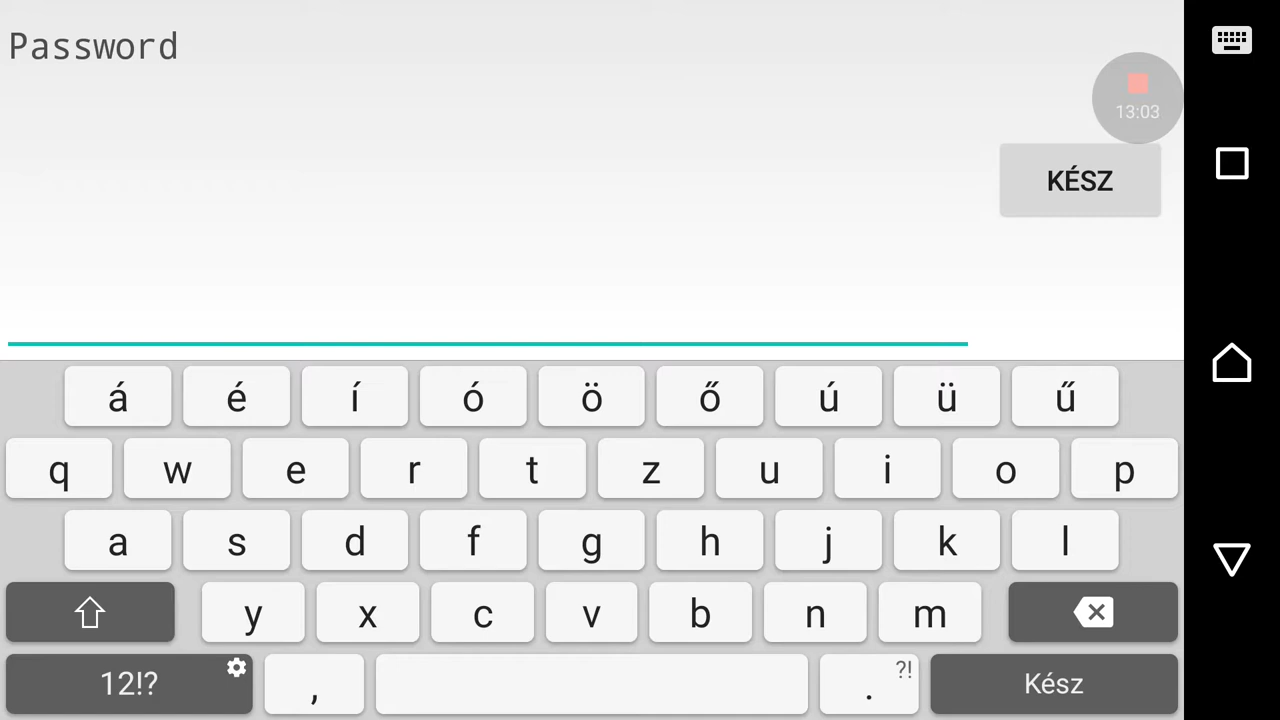 Password
13:03
KÉSZ
á é í ó ö ő ú ü ű
q w e r t z u i o p
a s d f g h j k l
y x c v b n m
12!? , . ?! Kész